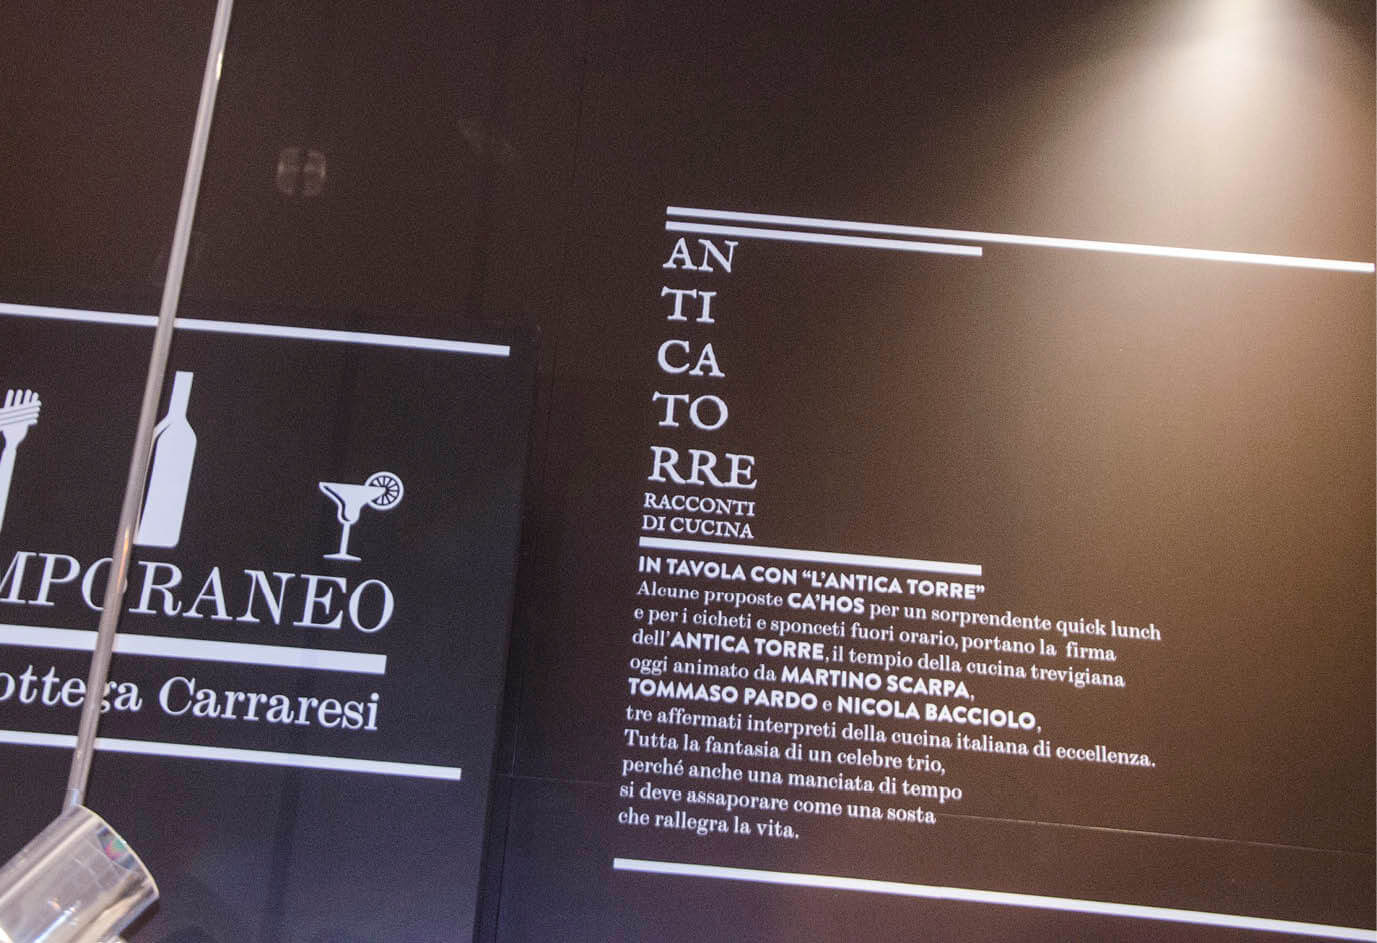 MPORANEO
ottega Carraresi
AN
TI
CA
TO
RRE
RACCONTI
DI CUCINA
IN TAVOLA CON “L’ANTICA TORRE”
Alcune proposte CA’HOS per un sorprendente quick lunch
e per i cicheti e sponceti fuori orario, portano la firma
dell’ANTICA TORRE, il tempio della cucina trevigiana
oggi animato da MARTINO SCARPA,
TOMMASO PARDO e NICOLA BACCIOLO,
tre affermati interpreti della cucina italiana di eccellenza.
Tutta la fantasia di un celebre trio,
perché anche una manciata di tempo
si deve assaporare come una sosta
che rallegra la vita.